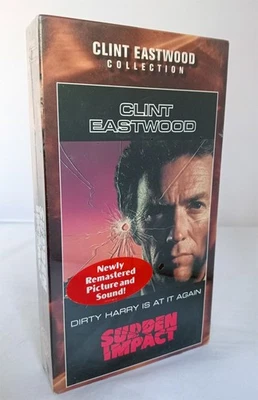 CLINT EASTWOOD
COLLECTION
CLINT
EASTWOOD
Newly
Remastered
Picture and
Sound!
DIRTY HARRY IS AT IT AGAIN
SUDDEN
IMPACT